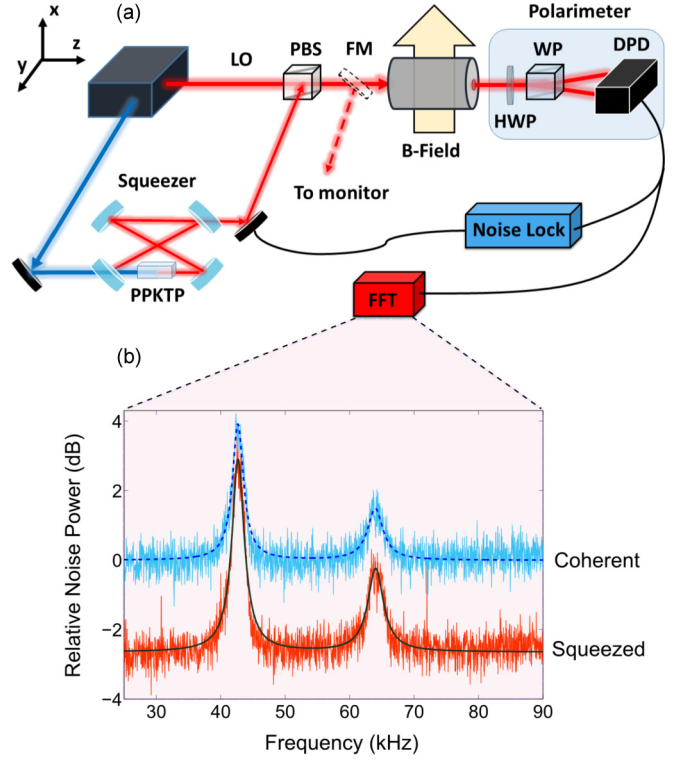 (a)
x
y
z
LO
PBS
FM
Polarimeter
WP
DPD
HWP
B-Field
To monitor
Squeezer
PPKTP
Noise Lock
FFT
(b)
Relative Noise Power (dB)
4
2
0
−2
−4
Coherent
Squeezed
30 40 50 60 70 80 90
Frequency (kHz)